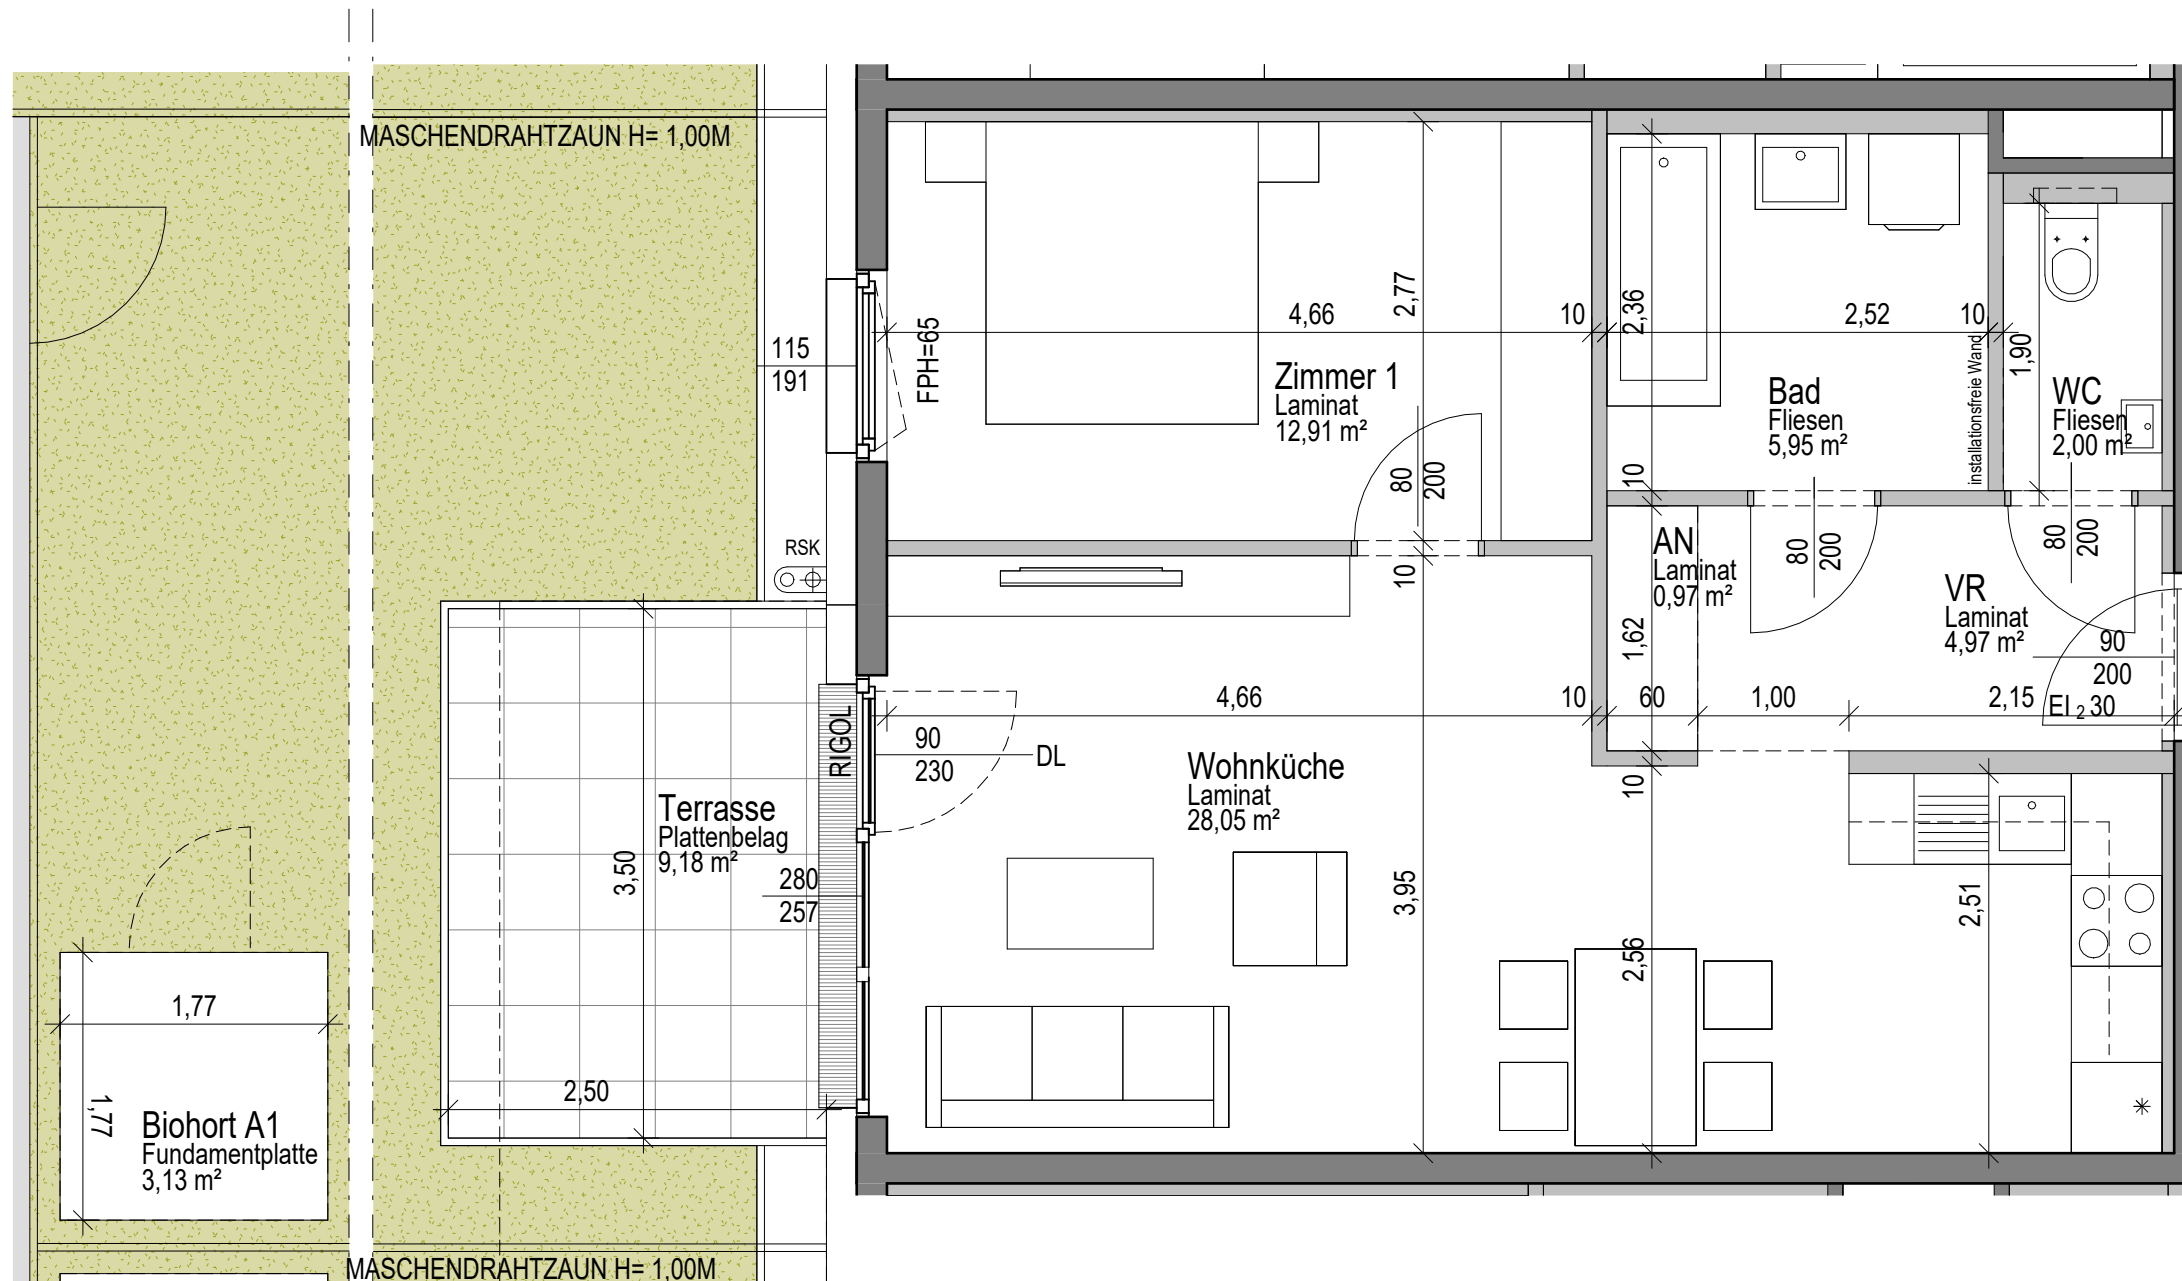 MASCHENDRAHTZAUN H= 1,00M
115
191
FPH=65
4,66
2,77
10
Zimmer 1
Laminat
12,91 m²
80
200
2,36
2,52
10
Bad
Fliesen
5,95 m²
installationsfreie Wand
1,90
WC
Fliesen
2,00 m²
10
RSK
10
AN
Laminat
0,97 m²
80
200
80
200
VR
Laminat
4,97 m²
90
200
EI 2 30
1,62
4,66
10
60
1,00
2,15
RIGOL
90
230
DL
Wohnküche
Laminat
28,05 m²
10
Terrasse
Plattenbelag
9,18 m²
3,50
280
257
3,95
2,56
2,51
2,50
1,77
1,77
Biohort A1
Fundamentplatte
3,13 m²
MASCHENDRAHTZAUN H= 1,00M